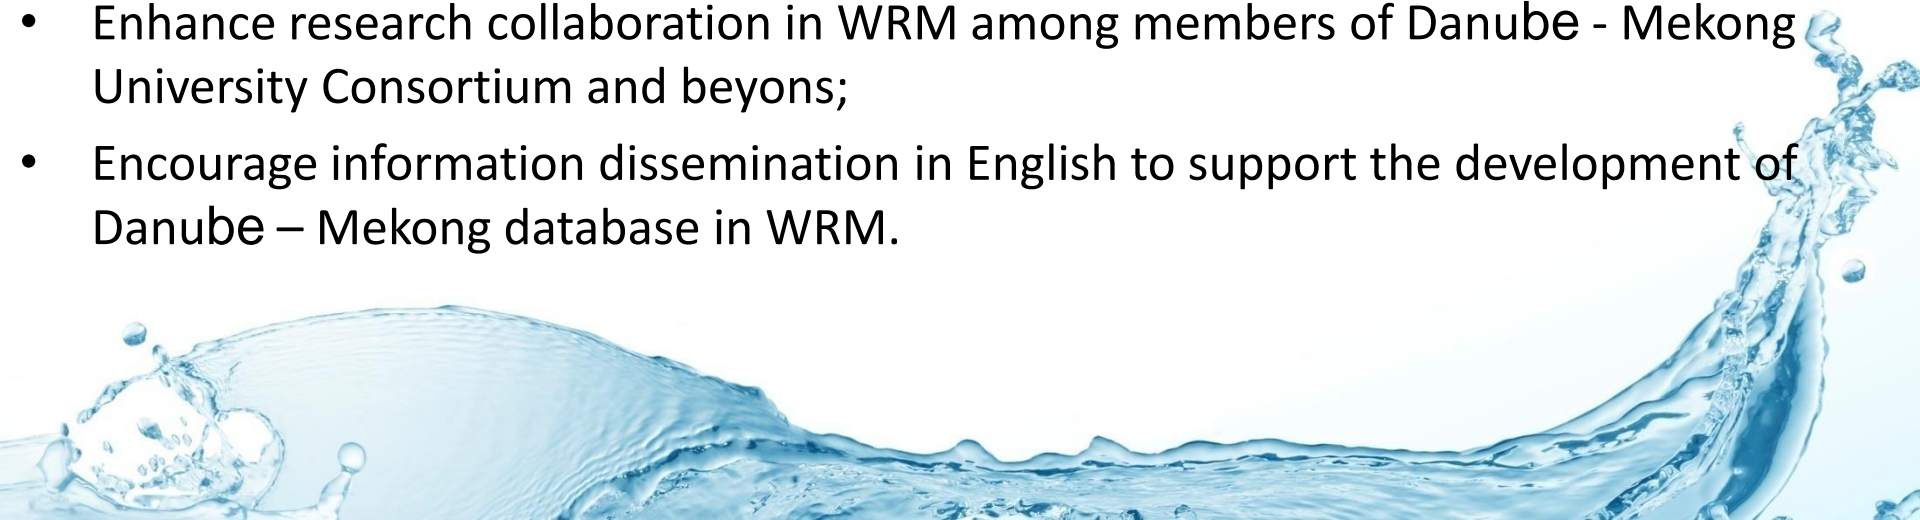 • Enhance research collaboration in WRM among members of Danube - Mekong
University Consortium and beyons;
• Encourage information dissemination in English to support the development of
Danube – Mekong database in WRM.